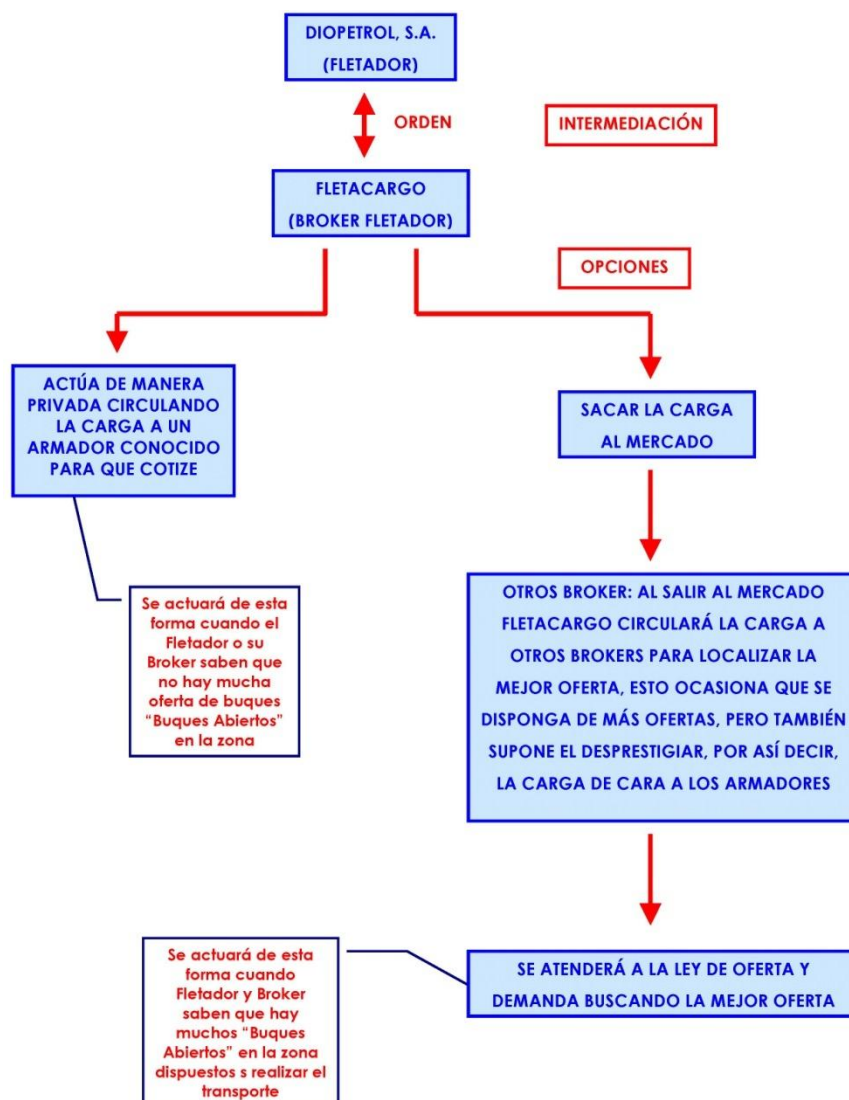 DIOPETROL, S.A.
(FLETADOR)
ORDEN
INTERMEDIACIÓN
FLETACARGO
(BROKER FLETADOR)
OPCIONES
ACTÚA DE MANERA
PRIVADA CIRCULANDO
LA CARGA A UN
ARMADOR CONOCIDO
PARA QUE COTIZE
SACAR LA CARGA
AL MERCADO
Se actuará de esta
forma cuando el
Fletador o su
Broker saben que
no hay mucha
oferta de buques
“Buques Abiertos”
en la zona
OTROS BROKER: AL SALIR AL MERCADO
FLETACARGO CIRCULARÁ LA CARGA A
OTROS BROKERS PARA LOCALIZAR LA
MEJOR OFERTA, ESTO OCASIONA QUE SE
DISPONGA DE MÁS OFERTAS, PERO TAMBIÉN
SUPONE EL DESPRESTIGIAR, POR ASÍ DECIR,
LA CARGA DE CARA A LOS ARMADORES
Se actuará de esta
forma cuando
Fletador y Broker
saben que hay
muchos “Buques
Abiertos” en la zona
dispuestos s realizar el
transporte
SE ATENDERÁ A LA LEY DE OFERTA Y
DEMANDA BUSCANDO LA MEJOR OFERTA